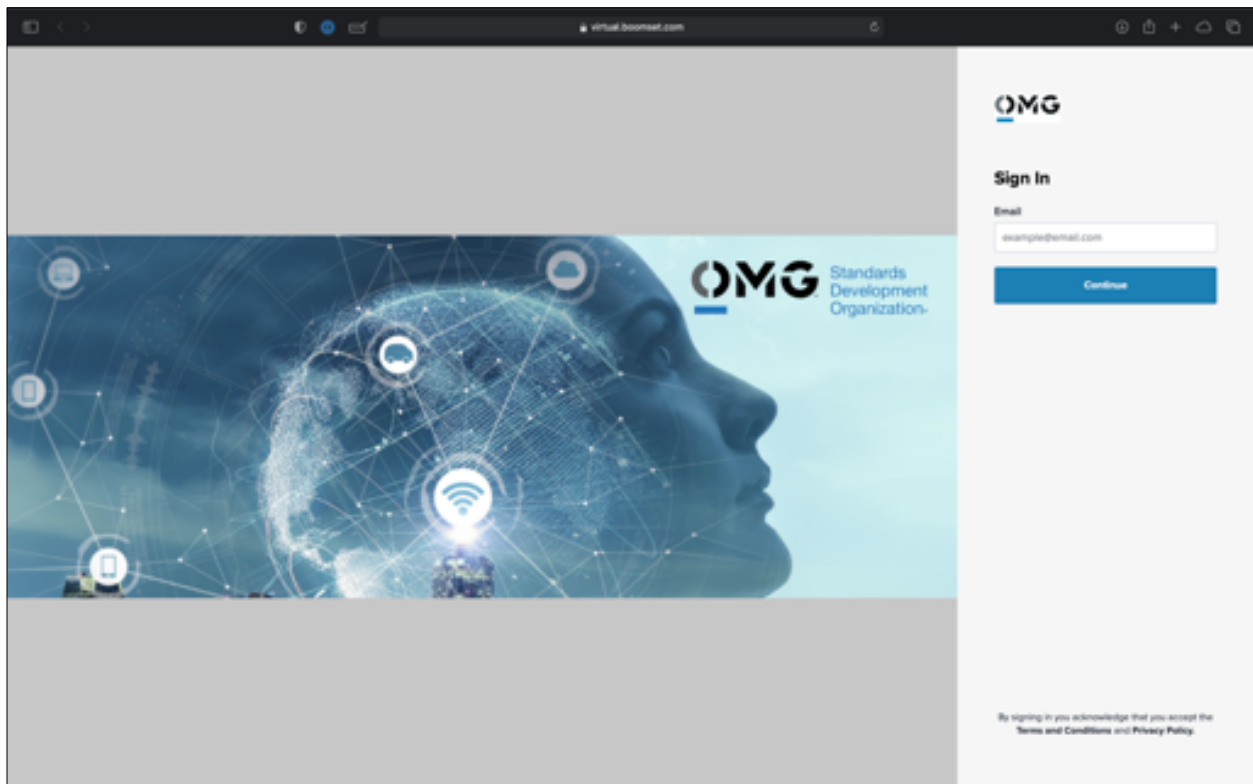 virtual.boomset.com
OMG
Standards
Development
Organization
OMG
Sign In
Email
example@email.com
Continue
By signing in you acknowledge that you accept the
Terms and Conditions and Privacy Policy.